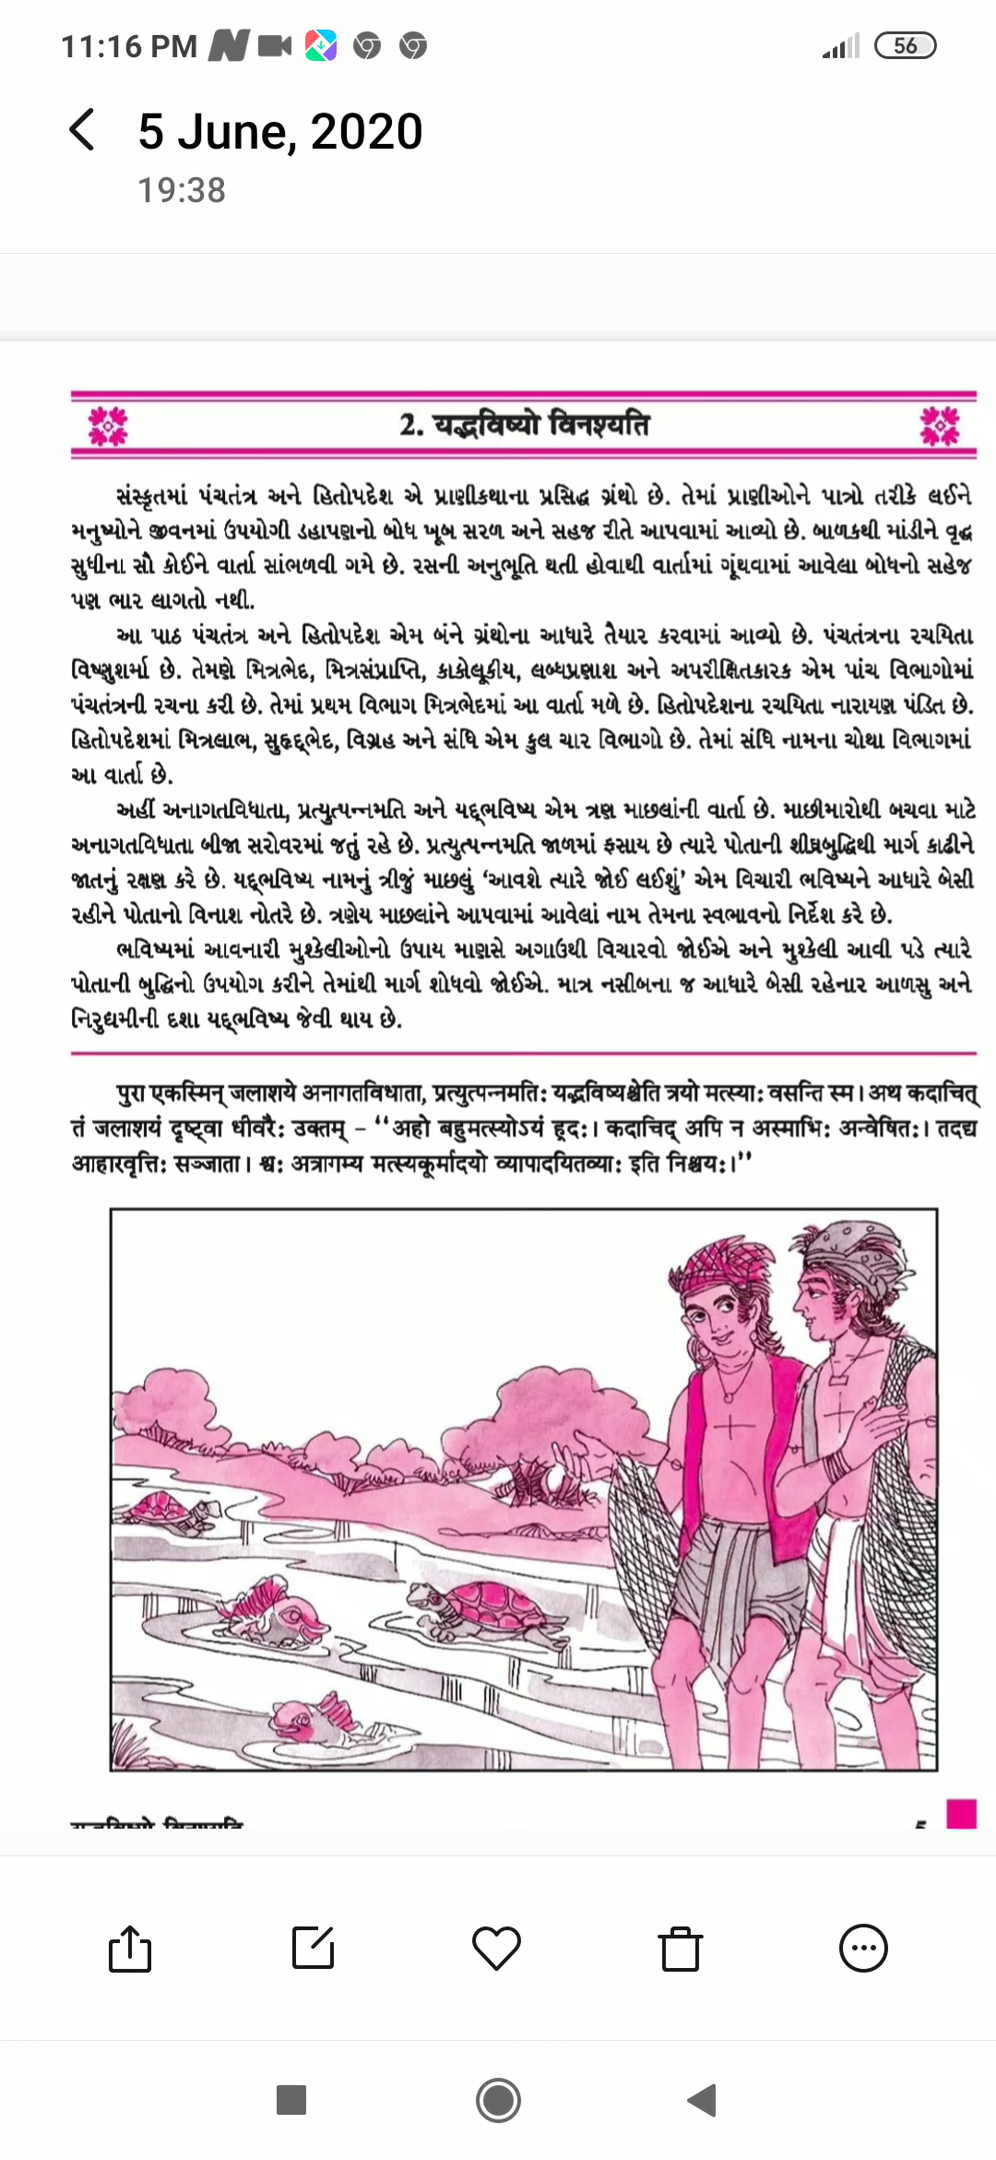 11:16 PM
56
5 June, 2020
19:38
2. यद्भविष्यो विनश्यति
સંસ્કૃતમાં પંચતંત્ર અને હિતોપદેશ એ પ્રાણીકથાના પ્રસિદ્ધ ગ્રંથો છે. તેમાં પ્રાણીઓને પાત્રો તરીકે લઈને
મનુષ્યોને જીવનમાં ઉપયોગી ડહાપણનો બોધ ખૂબ સરળ અને સહજ રીતે આપવામાં આવ્યો છે. બાળકથી માંડીને વૃદ્ધ
સુધીના સૌ કોઈને વાર્તા સાંભળવી ગમે છે. રસની અનુભૂતિ થતી હોવાથી વાર્તામાં ગૂંથવામાં આવેલા બોધનો સહેજ
પણ ભાર લાગતો નથી.
આ પાઠ પંચતંત્ર અને હિતોપદેશ એમ બંને ગ્રંથોના આધારે તૈયાર કરવામાં આવ્યો છે. પંચતંત્રના રચયિતા
વિષ્ણુશર્મા છે. તેમણે મિત્રભેદ, મિત્રસંપ્રાપ્તિ, કાકોલૂકીય, લબ્ધપ્રણાશ અને અપરીક્ષિતકારક એમ પાંચ વિભાગોમાં
પંચતંત્રની રચના કરી છે. તેમાં પ્રથમ વિભાગ મિત્રભેદમાં આ વાર્તા મળે છે. હિતોપદેશના રચયિતા નારાયણ પંડિત છે.
હિતોપદેશમાં મિત્રલાભ, સુહૃદ્ભેદ, વિગ્રહ અને સંધિ એમ કુલ ચાર વિભાગો છે. તેમાં સંધિ નામના ચોથા વિભાગમાં
આ વાર્તા છે.
અહીં અનાગતવિધાતા, પ્રત્યુત્પન્નમતિ અને યદ્ભવિષ્ય એમ ત્રણ માછલાંની વાર્તા છે. માછીમારોથી બચવા માટે
અનાગતવિધાતા બીજા સરોવરમાં જતું રહે છે. પ્રત્યુત્પન્નમતિ જાળમાં ફસાય છે ત્યારે પોતાની શીઘ્રબુદ્ધિથી માર્ગ કાઢીને
જાતનું રક્ષણ કરે છે. યદ્ભવિષ્ય નામનું ત્રીજું માછલું ‘આવશે ત્યારે જોઈ લઈશું’ એમ વિચારી ભવિષ્યને આધારે બેસી
રહીને પોતાનો વિનાશ નોતરે છે. ત્રણેય માછલાંને આપવામાં આવેલાં નામ તેમના સ્વભાવનો નિર્દેશ કરે છે.
ભવિષ્યમાં આવનારી મુશ્કેલીઓનો ઉપાય માણસે અગાઉથી વિચારવો જોઈએ અને મુશ્કેલી આવી પડે ત્યારે
પોતાની બુદ્ધિનો ઉપયોગ કરીને તેમાંથી માર્ગ શોધવો જોઈએ. માત્ર નસીબના જ આધારે બેસી રહેનાર આળસુ અને
નિરુદ્યમીની દશા યદ્ભવિષ્ય જેવી થાય છે.
पुरा एकस्मिन् जलाशये अनागतविधाता, प्रत्युत्पन्नमतिः यद्भविष्यश्चेति त्रयो मत्स्याः वसन्ति स्म। अथ कदाचित्
तं जलाशयं दृष्ट्वा धीवरैः उक्तम् – “अहो बहुमत्स्योऽयं ह्रदः। कदाचिद् अपि न अस्माभिः अन्वेषितः। तदद्य
आहारवृत्तिः सञ्जाता। श्वः अत्रागम्य मत्स्यकूर्मादयो व्यापादयितव्याः इति निश्चयः।”
यद्भविष्यो विनश्यति
5